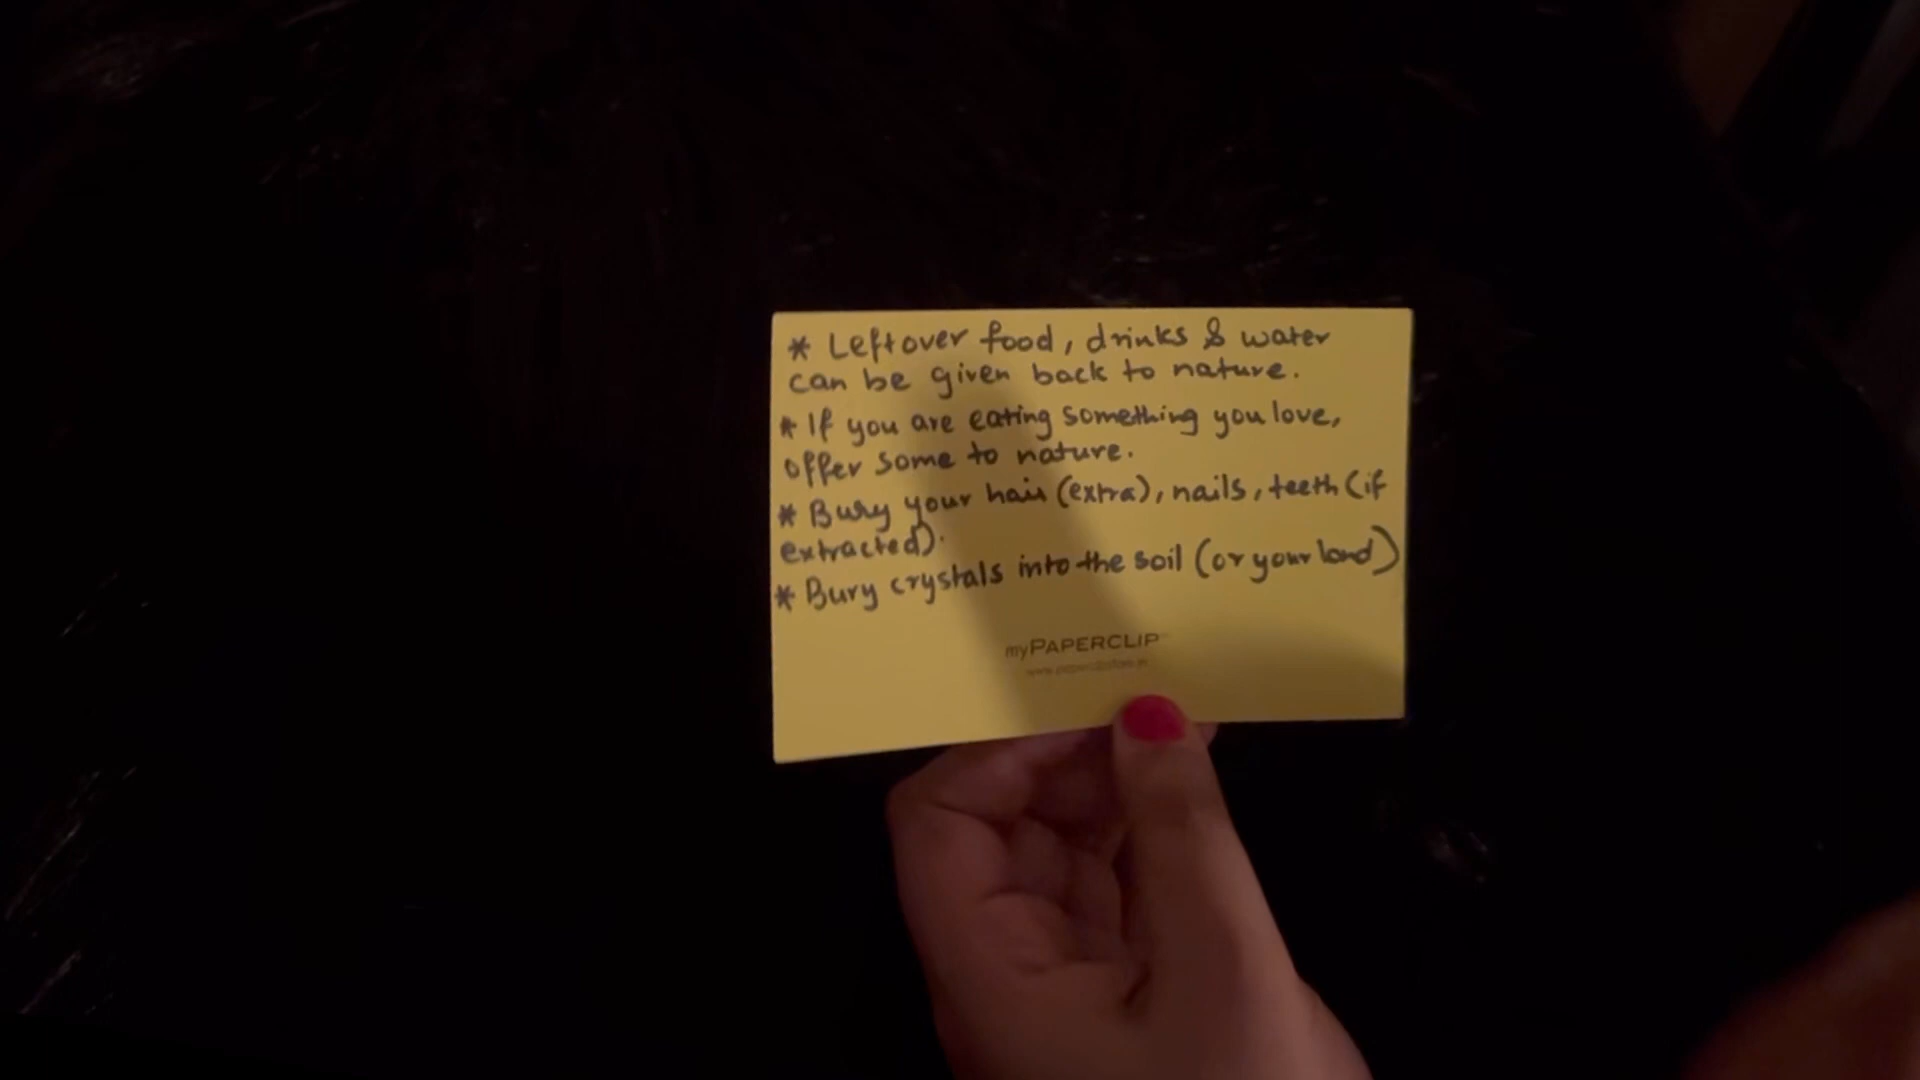 * Leftover food, drinks & water
can be given back to nature.
* If you are eating something you love,
offer some to nature.
* Bury your hair (extra), nails, teeth (if
extracted).
* Bury crystals into the soil (or your land)
myPAPERCLIP